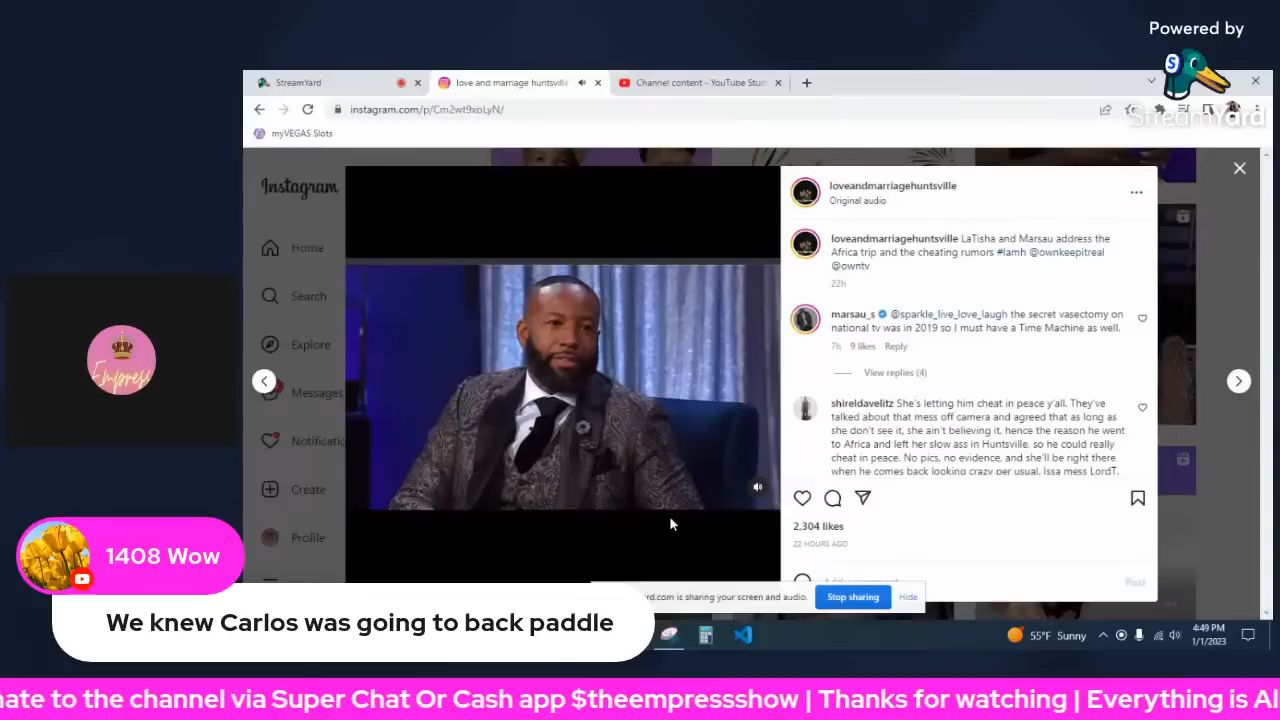 Powered by
StreamYard
StreamYard
love and marriage huntsville
Channel content - YouTube Stud
instagram.com/p/Cm2wt9xoLyN/
myVEGAS Slots
Instagram
Home
Search
Explore
Messages
Notificatio
Create
Profile
loveandmarriagehuntsville
Original audio
loveandmarriagehuntsville LaTisha and Marsau address the
Africa trip and the cheating rumors #lamh @ownkeepitreal
@owntv
22h
marsau_s @sparkle_live_love_laugh the secret vasectomy on
national tv was in 2019 so I must have a Time Machine as well.
7h 9 likes Reply
View replies (4)
shireldavelitz She's letting him cheat in peace y'all. They've
talked about that mess off camera and agreed that as long as
she don't see it, she ain't believing it, hence the reason he went
to Africa and left her slow ass in Huntsville. so he could really
cheat in peace. No pics, no evidence, and she'll be right there
when he comes back looking crazy per usual. Issa mess LordT.
2,304 likes
22 HOURS AGO
Post
rd.com is sharing your screen and audio.
Stop sharing
Hide
Empress
1408 Wow
We knew Carlos was going to back paddle
55°F Sunny
4:49 PM
1/1/2023
nate to the channel via Super Chat Or Cash app $theempressshow | Thanks for watching | Everything is Al